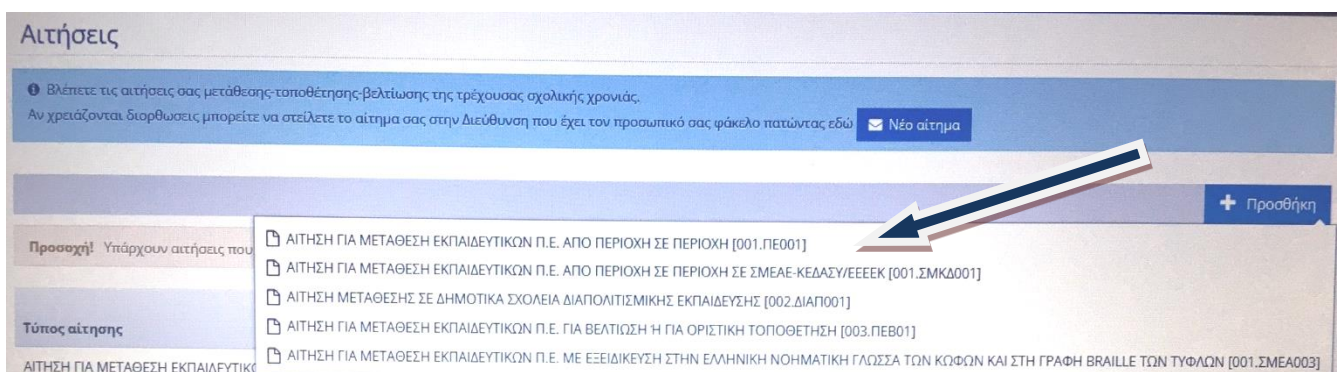 Αιτήσεις
Βλέπετε τις αιτήσεις σας μετάθεσης-τοποθέτησης-βελτίωσης της τρέχουσας σχολικής χρονιάς.
Αν χρειάζονται διορθωσεις μπορείτε να στείλετε το αίτημα σας στην Διεύθυνση που έχει τον προσωπικό σας φάκελο πατώντας εδώ Νέο αίτημα
+ Προσθήκη
ΑΙΤΗΣΗ ΓΙΑ ΜΕΤΑΘΕΣΗ ΕΚΠΑΙΔΕΥΤΙΚΩΝ Π.Ε. ΑΠΟ ΠΕΡΙΟΧΗ ΣΕ ΠΕΡΙΟΧΗ [001.ΠΕ001]
Προσοχή! Υπάρχουν αιτήσεις που
ΑΙΤΗΣΗ ΓΙΑ ΜΕΤΑΘΕΣΗ ΕΚΠΑΙΔΕΥΤΙΚΩΝ Π.Ε. ΑΠΟ ΠΕΡΙΟΧΗ ΣΕ ΠΕΡΙΟΧΗ ΣΕ ΣΜΕΑΕ-ΚΕΔΑΣΥ/ΕΕΕΕΚ [001.ΣΜΚΔ001]
ΑΙΤΗΣΗ ΜΕΤΑΘΕΣΗΣ ΣΕ ΔΗΜΟΤΙΚΑ ΣΧΟΛΕΙΑ ΔΙΑΠΟΛΙΤΙΣΜΙΚΗΣ ΕΚΠΑΙΔΕΥΣΗΣ [002.ΔΙΑΠ001]
Τύπος αίτησης
ΑΙΤΗΣΗ ΓΙΑ ΜΕΤΑΘΕΣΗ ΕΚΠΑΙΔΕΥΤΙΚΩΝ Π.Ε. ΓΙΑ ΒΕΛΤΙΩΣΗ Ή ΓΙΑ ΟΡΙΣΤΙΚΗ ΤΟΠΟΘΕΤΗΣΗ [003.ΠΕΒ01]
ΑΙΤΗΣΗ ΓΙΑ ΜΕΤΑΘΕΣΗ ΕΚΠΑΙΔΕΥΤΙΚΩΝ Π.Ε. ΜΕ ΕΞΕΙΔΙΚΕΥΣΗ ΣΤΗΝ ΕΛΛΗΝΙΚΗ ΝΟΗΜΑΤΙΚΗ ΓΛΩΣΣΑ ΤΩΝ ΚΩΦΩΝ ΚΑΙ ΣΤΗ ΓΡΑΦΗ BRAILLE ΤΩΝ ΤΥΦΛΩΝ [001.ΣΜΕΑ003]
ΑΙΤΗΣΗ ΓΙΑ ΜΕΤΑΘΕΣΗ ΕΚΠΑΙΔΕΥΤΙΚΩ